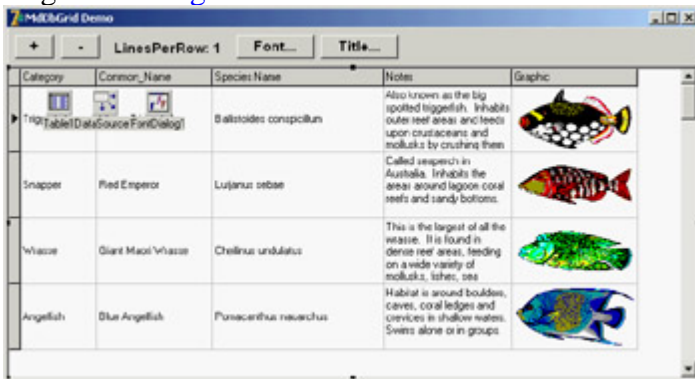 MdDbGrid Demo
+ - LinesPerRow: 1 Font... Title...
Category Common_Name Species Name Notes Graphic
Table1 DataSource FontDialog1
Ballistoides conspicillum
Also known as the big
spotted triggerfish. Inhabits
outer reef areas and feeds
upon crustaceans and
mollusks by crushing them
Snapper Red Emperor Lutjanus sebae
Called seaperch in
Australia. Inhabits the
areas around lagoon coral
reefs and sandy bottoms.
Wrasse Giant Maori Wrasse Cheilinus undulatus
This is the largest of all the
wrasse. It is found in
dense reef areas, feeding
on a wide variety of
mollusks, fishes, sea
Angelfish Blue Angelfish Pomacanthus nauarchus
Habitat is around boulders,
caves, coral ledges and
crevices in shallow waters.
Swims alone or in groups